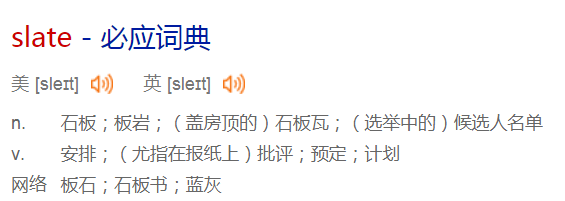 slate - 必应词典
美 [sleɪt] 英 [sleɪt]
n. 石板；板岩；（盖房顶的）石板瓦；（选举中的）候选人名单
v. 安排；（尤指在报纸上）批评；预定；计划
网络 板石；石板书；蓝灰